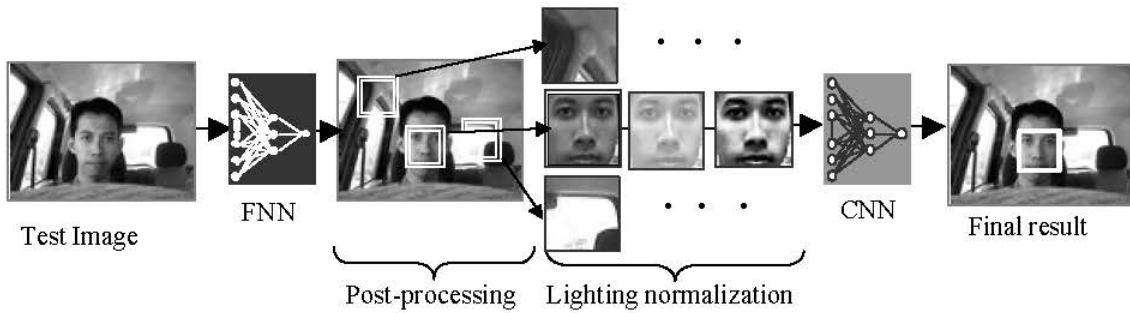 FNN
CNN
Test Image
Final result
Post-processing
Lighting normalization